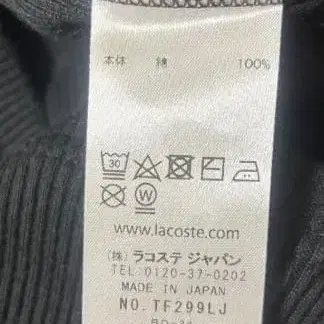 本体 綿 100%
30
W
www.lacoste.com
(株) ラコステ ジャパン
TEL.0120-37-0202
MADE IN JAPAN
NO.TF299LJ